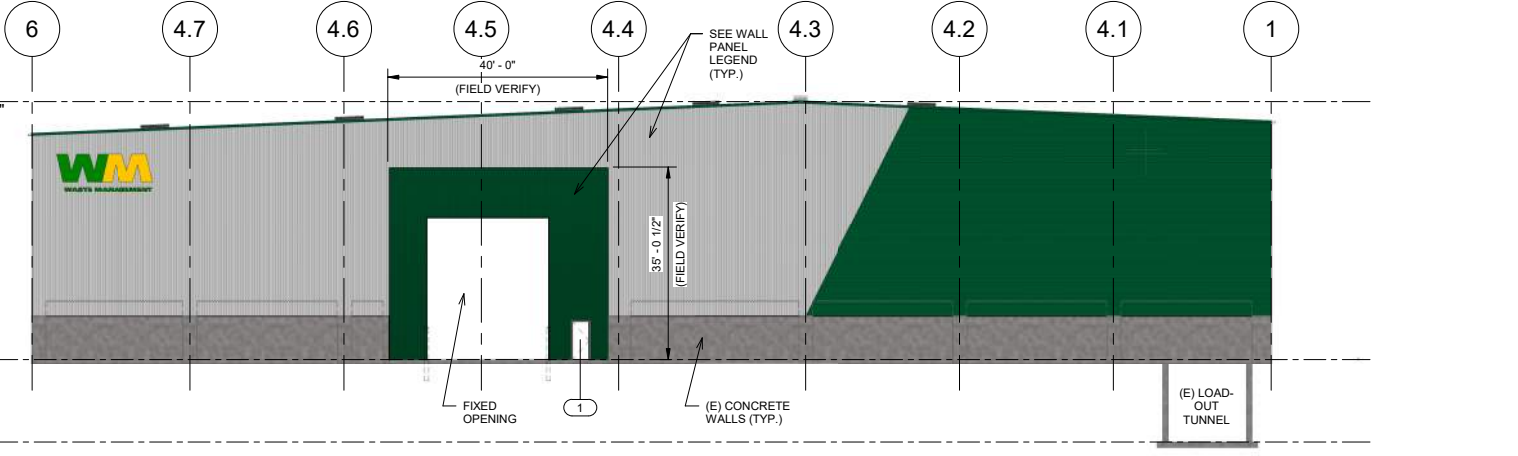 6
4.7
4.6
4.5
4.4
4.3
4.2
4.1
1
SEE WALL
PANEL
LEGEND
(TYP.)
40' - 0"
(FIELD VERIFY)
"
WM
WASTE MANAGEMENT
35' - 0 1/2"
(FIELD VERIFY)
FIXED
OPENING
1
(E) CONCRETE
WALLS (TYP.)
(E) LOAD-
OUT
TUNNEL